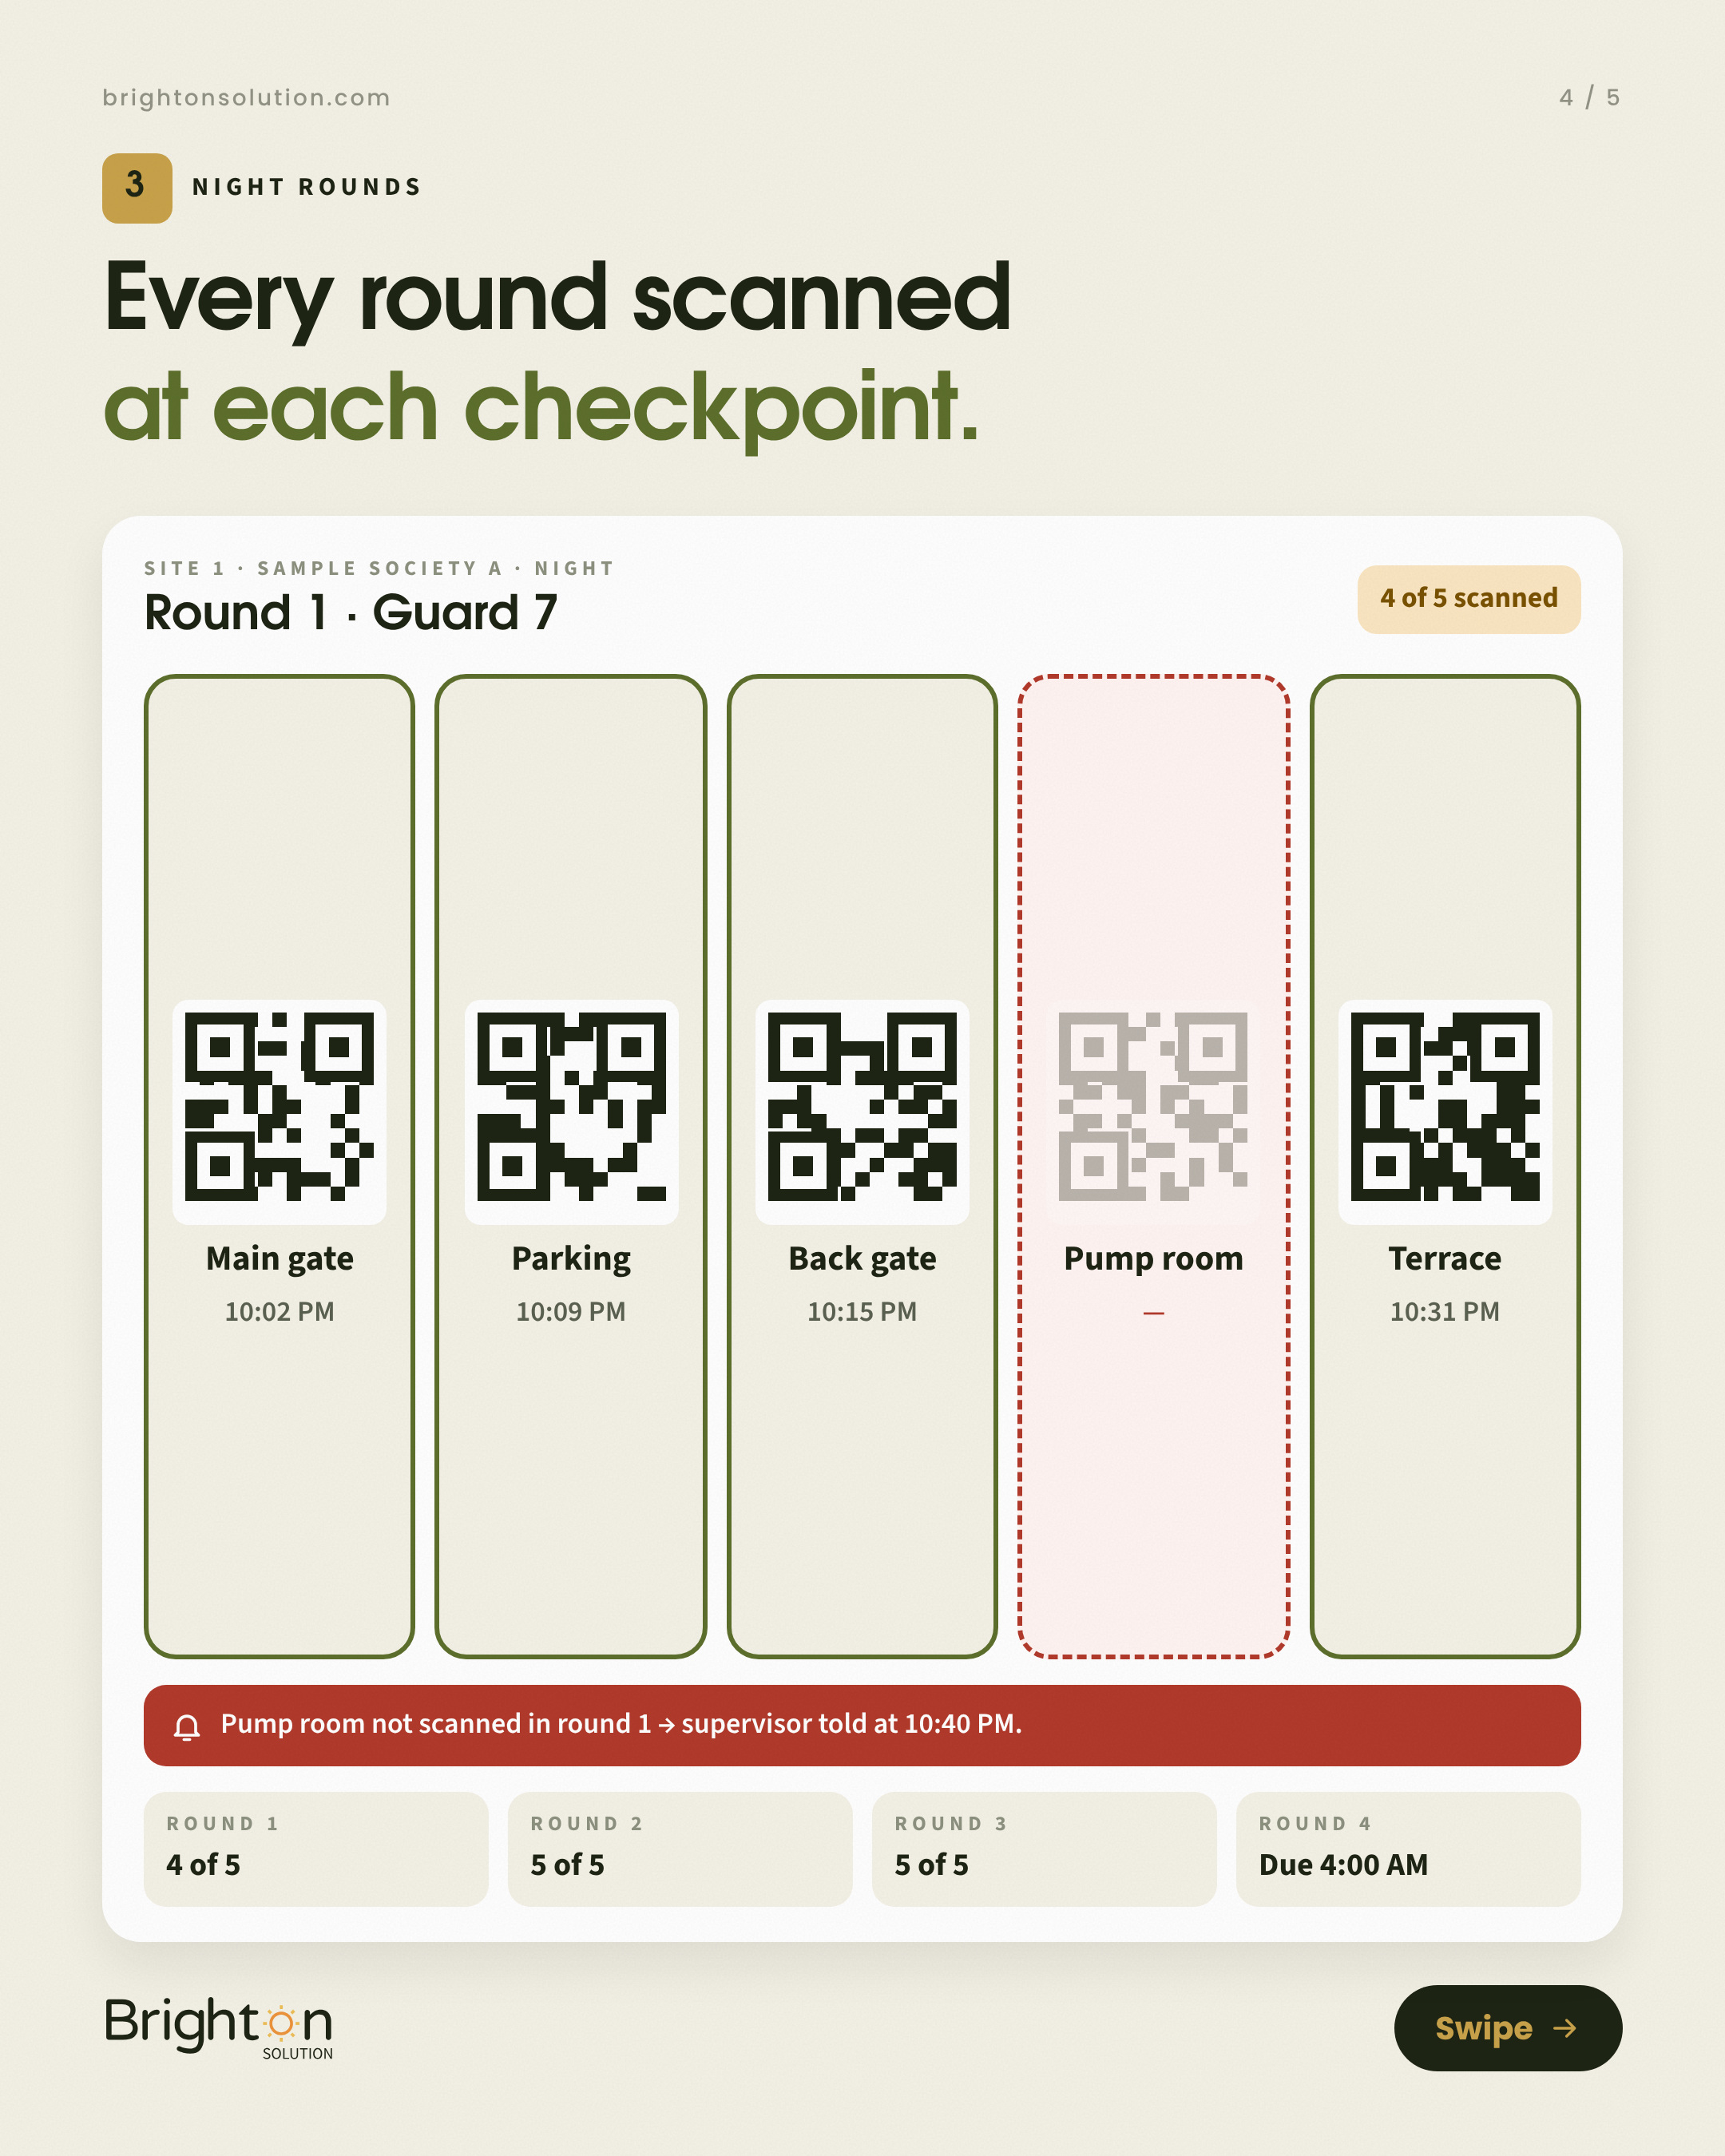 brightonsolution.com
4 / 5
3
NIGHT ROUNDS
Every round scanned
at each checkpoint.
SITE 1 · SAMPLE SOCIETY A · NIGHT
Round 1 · Guard 7
4 of 5 scanned
Main gate
10:02 PM
Parking
10:09 PM
Back gate
10:15 PM
Pump room
—
Terrace
10:31 PM
Pump room not scanned in round 1 → supervisor told at 10:40 PM.
ROUND 1
4 of 5
ROUND 2
5 of 5
ROUND 3
5 of 5
ROUND 4
Due 4:00 AM
Brighton
SOLUTION
Swipe →